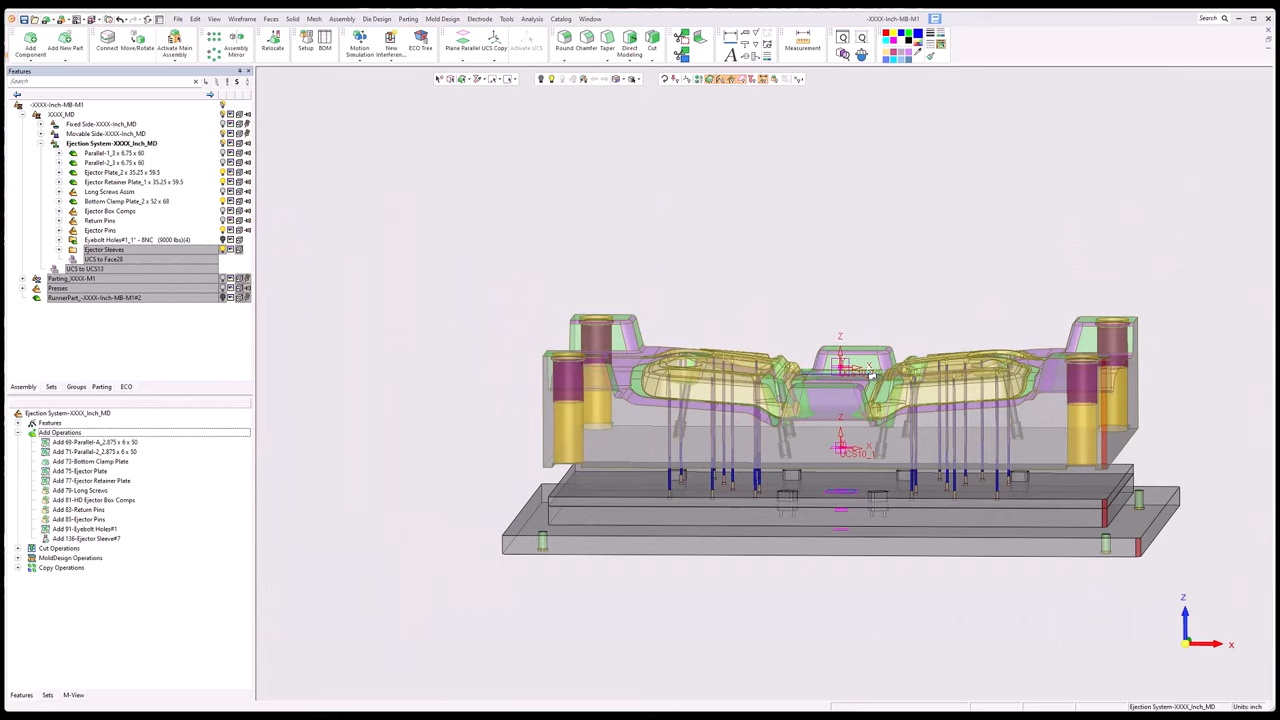 File Edit View Wireframe Faces Solid Mesh Assembly Die Design Parting Mold Design Electrode Tools Analysis Catalog Window
-XXXX-Inch-MB-M1
Search
Add Component
Add New Part
Connect
Move/Rotate
Activate Main Assembly
Assembly Mirror
Relocate
Setup
BOM
Motion Simulation
New Interferen..
ECO Tree
Plane Parallel UCS
Copy
Activate UCS
Round
Chamfer
Taper
Direct Modeling
Cut
Measurement
Features
Search
-XXXX-Inch-MB-M1
XXXX_MD
Fixed Side-XXXX-Inch_MD
Movable Side-XXXX-Inch_MD
Ejection System-XXXX_Inch_MD
Parallel-1_3 x 6.75 x 60
Parallel-2_3 x 6.75 x 60
Ejector Plate_2 x 35.25 x 59.5
Ejector Retainer Plate_1 x 35.25 x 59.5
Long Screws Assm
Bottom Clamp Plate_2 x 52 x 68
Ejector Box Comps
Return Pins
Ejector Pins
Eyebolt Holes#1_1" - 8NC (9000 lbs)(4)
Ejector Sleeves
UCS to Face28
UCS to UCS13
Parting_XXXX-M1
Presses
RunnerPart_-XXXX-Inch-MB-M1#2
Assembly Sets Groups Parting ECO
Ejection System-XXXX_Inch_MD
Features
Add Operations
Add 69-Parallel-A_2.875 x 6 x 50
Add 71-Parallel-2_2.875 x 6 x 50
Add 73-Bottom Clamp Plate
Add 75-Ejector Plate
Add 77-Ejector Retainer Plate
Add 79-Long Screws
Add 81-HD Ejector Box Comps
Add 83-Return Pins
Add 85-Ejector Pins
Add 91-Eyebolt Holes#1
Add 136-Ejector Sleeve#7
Cut Operations
MoldDesign Operations
Copy Operations
Features Sets M-View
Z
X
Z
X
UCS10_1
Z
X
Ejection System-XXXX_Inch_MD
Units: inch